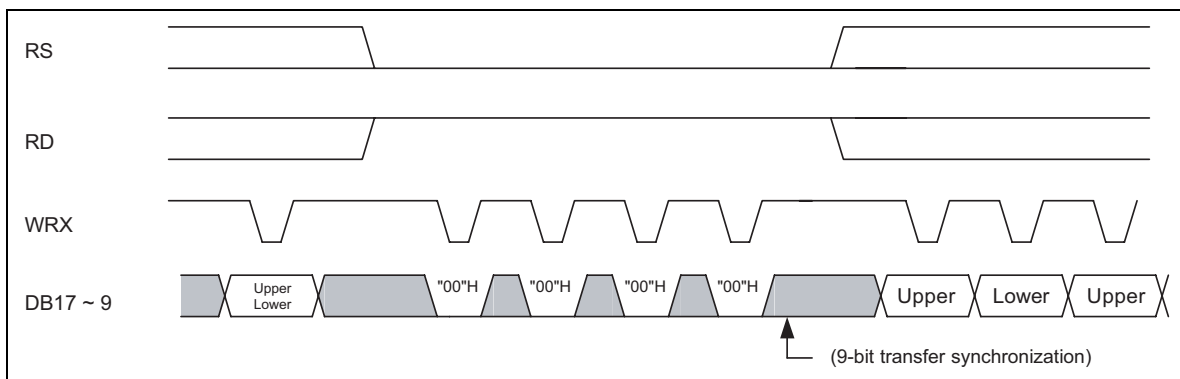 RS
RD
WRX
DB17 ~ 9
Upper
Lower
"00"H
"00"H
"00"H
"00"H
Upper
Lower
Upper
(9-bit transfer synchronization)